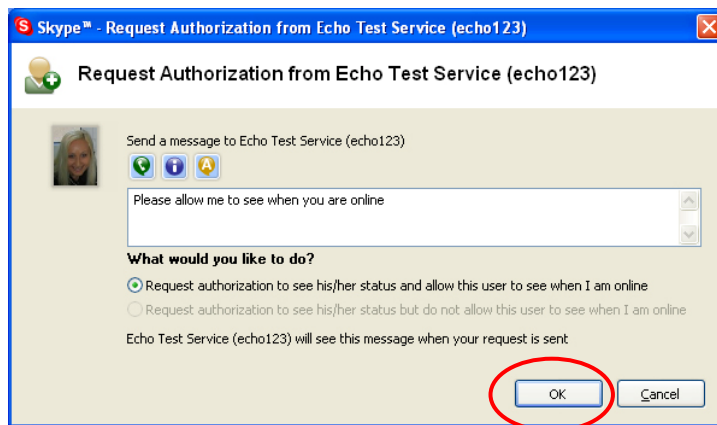 Skype™ - Request Authorization from Echo Test Service (echo123)
Request Authorization from Echo Test Service (echo123)
Send a message to Echo Test Service (echo123)
Please allow me to see when you are online
What would you like to do?
Request authorization to see his/her status and allow this user to see when I am online
Request authorization to see his/her status but do not allow this user to see when I am online
Echo Test Service (echo123) will see this message when your request is sent
OK Cancel